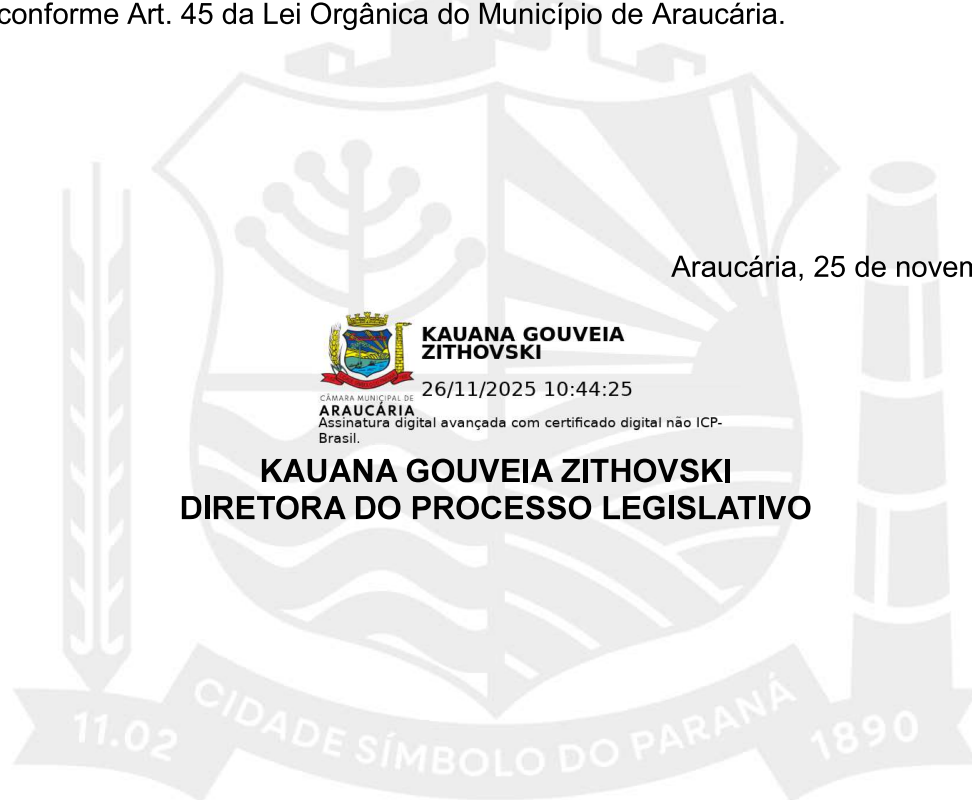 conforme Art. 45 da Lei Orgânica do Município de Araucária.
Araucária, 25 de
KAUANA GOUVEIA
ZITHOVSKI
26/11/2025 10:44:25
CÂMARA MUNICIPAL DE
ARAUCÁRIA
Assinatura digital avançada com certificado digital não ICP-
Brasil.
KAUANA GOUVEIA ZITHOVSKI
DIRETORA DO PROCESSO LEGISLATIVO
11.02 CIDADE SÍMBOLO DO PARANÁ 1890